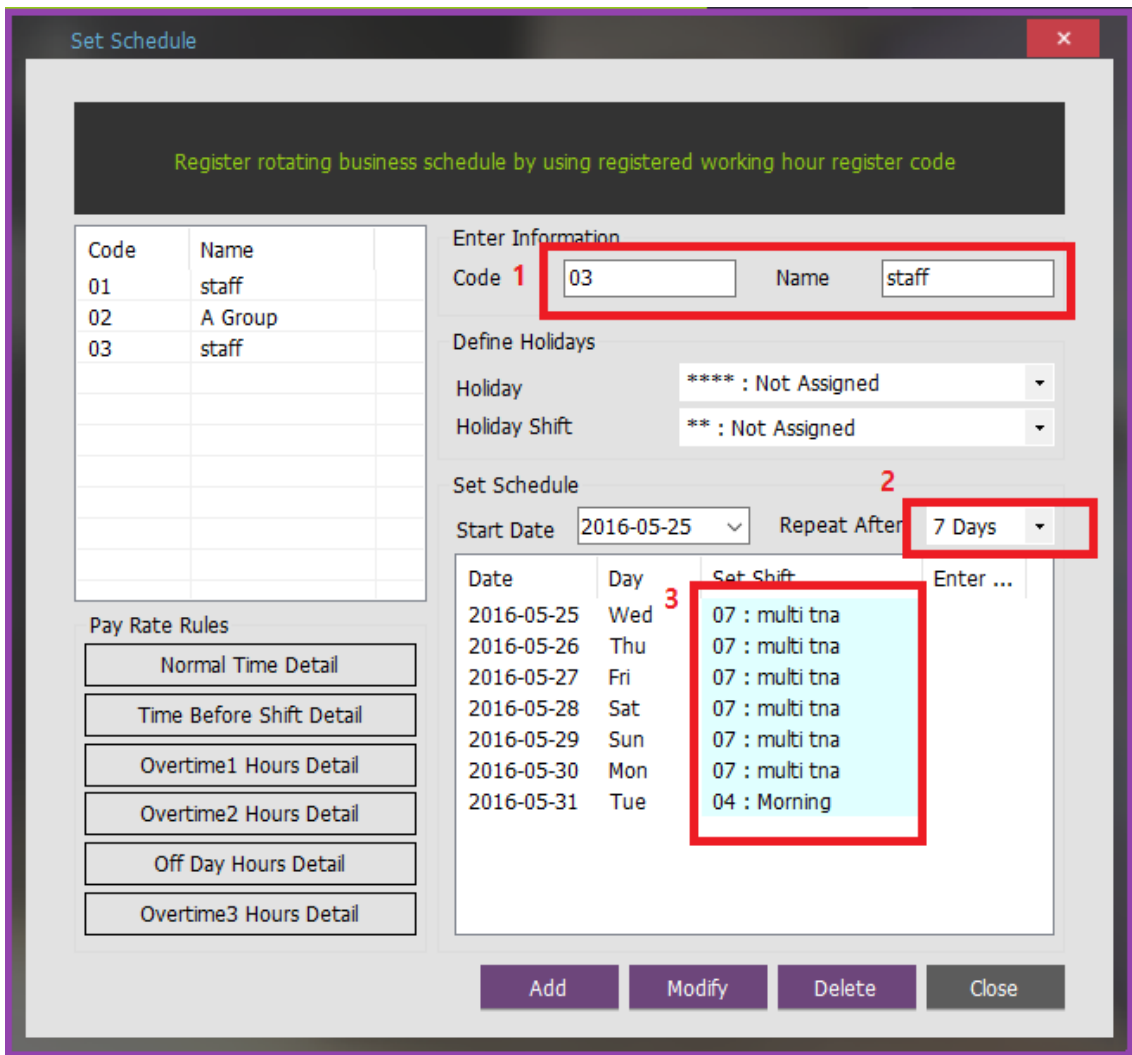 Set Schedule
×
Register rotating business schedule by using registered working hour register code
Code Name
01 staff
02 A Group
03 staff
Pay Rate Rules
Normal Time Detail
Time Before Shift Detail
Overtime1 Hours Detail
Overtime2 Hours Detail
Off Day Hours Detail
Overtime3 Hours Detail
Enter Information
Code 1 03 Name staff
Define Holidays
Holiday **** : Not Assigned
Holiday Shift ** : Not Assigned
Set Schedule 2
Start Date 2016-05-25 Repeat After 7 Days
Date Day Set Shift Enter ...
3
2016-05-25 Wed 07 : multi tna
2016-05-26 Thu 07 : multi tna
2016-05-27 Fri 07 : multi tna
2016-05-28 Sat 07 : multi tna
2016-05-29 Sun 07 : multi tna
2016-05-30 Mon 07 : multi tna
2016-05-31 Tue 04 : Morning
Add Modify Delete Close